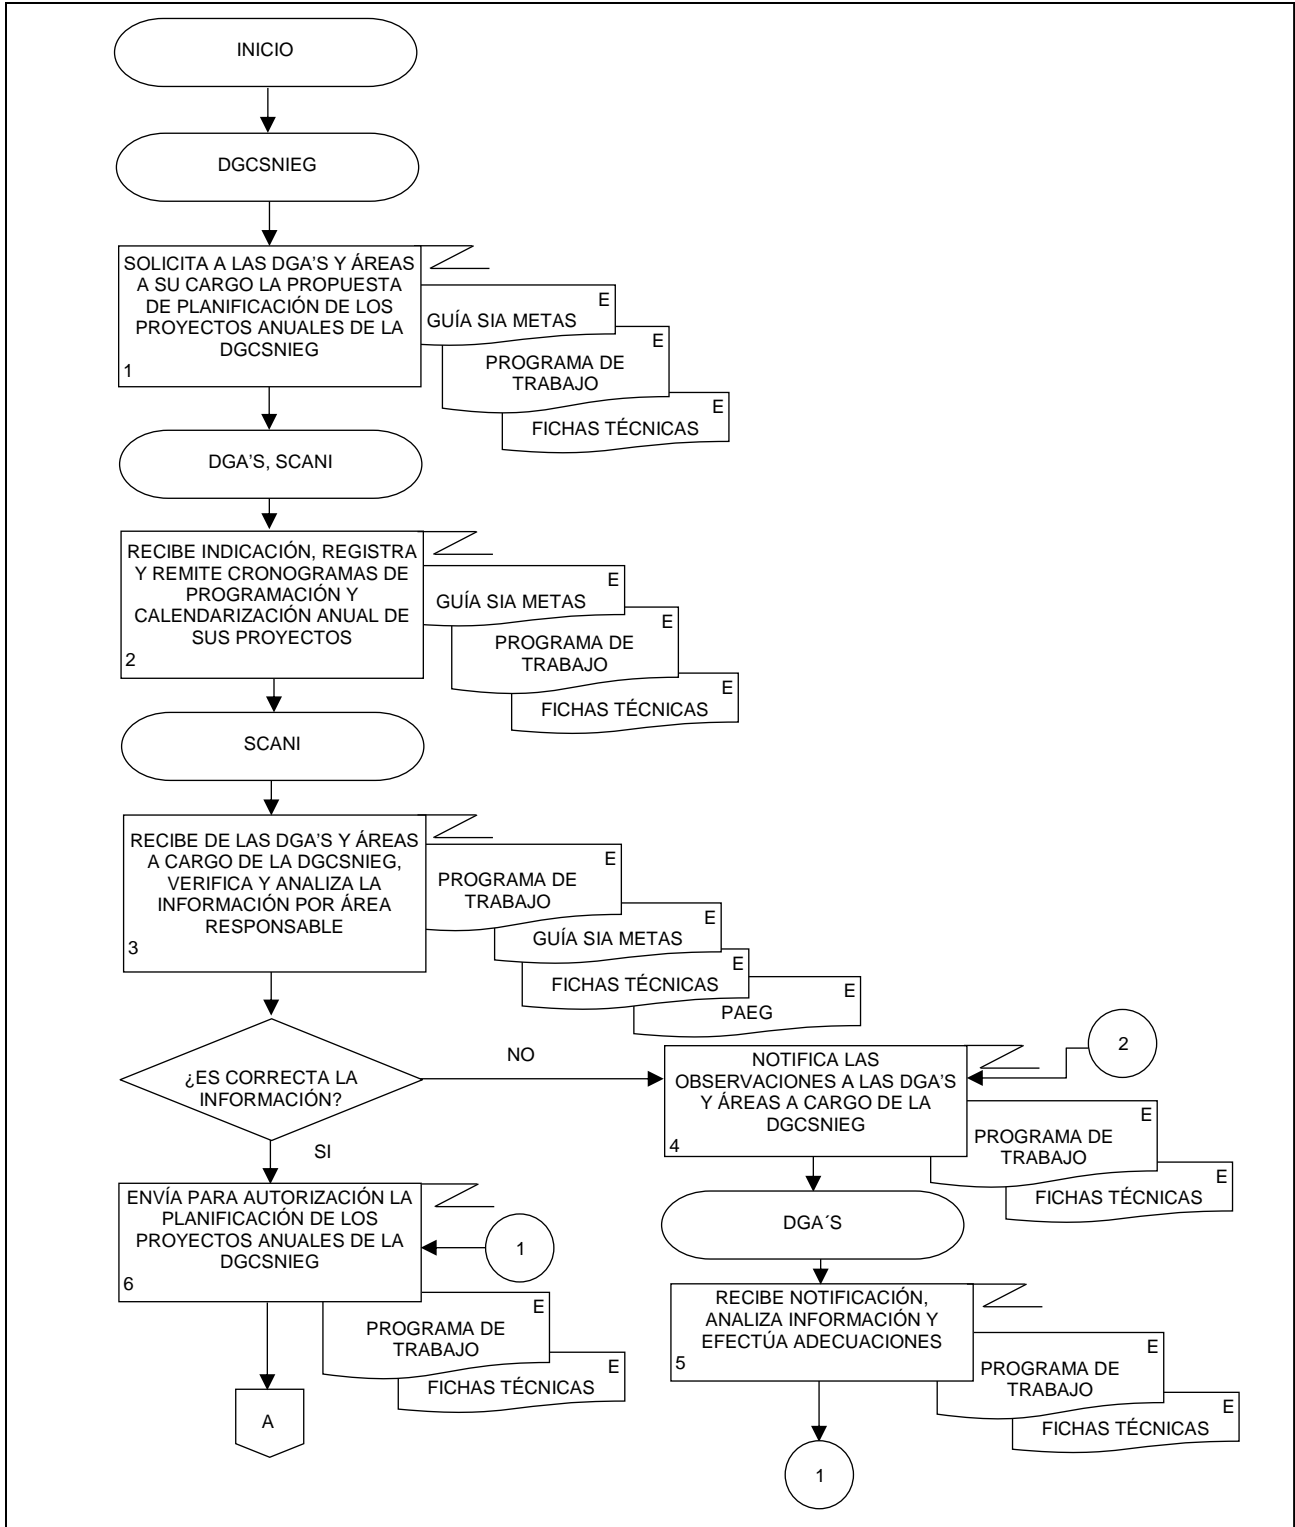 INICIO
DGCSNIEG
SOLICITA A LAS DGA'S Y ÁREAS
A SU CARGO LA PROPUESTA
DE PLANIFICACIÓN DE LOS
PROYECTOS ANUALES DE LA
DGCSNIEG
1
E
GUÍA SIA METAS
E
PROGRAMA DE
TRABAJO
E
FICHAS TÉCNICAS
DGA'S, SCANI
RECIBE INDICACIÓN, REGISTRA
Y REMITE CRONOGRAMAS DE
PROGRAMACIÓN Y
CALENDARIZACIÓN ANUAL DE
SUS PROYECTOS
2
E
GUÍA SIA METAS
E
PROGRAMA DE
TRABAJO
E
FICHAS TÉCNICAS
SCANI
RECIBE DE LAS DGA'S Y ÁREAS
A CARGO DE LA DGCSNIEG,
VERIFICA Y ANALIZA LA
INFORMACIÓN POR ÁREA
RESPONSABLE
3
E
PROGRAMA DE
TRABAJO
E
GUÍA SIA METAS
E
FICHAS TÉCNICAS
E
PAEG
¿ES CORRECTA LA
INFORMACIÓN?
NO
SI
2
NOTIFICA LAS
OBSERVACIONES A LAS DGA'S
Y ÁREAS A CARGO DE LA
DGCSNIEG
4
E
PROGRAMA DE
TRABAJO
E
FICHAS TÉCNICAS
DGA´S
RECIBE NOTIFICACIÓN,
ANALIZA INFORMACIÓN Y
EFECTÚA ADECUACIONES
5
E
PROGRAMA DE
TRABAJO
E
FICHAS TÉCNICAS
1
ENVÍA PARA AUTORIZACIÓN LA
PLANIFICACIÓN DE LOS
PROYECTOS ANUALES DE LA
DGCSNIEG
6
1
E
PROGRAMA DE
TRABAJO
E
FICHAS TÉCNICAS
A